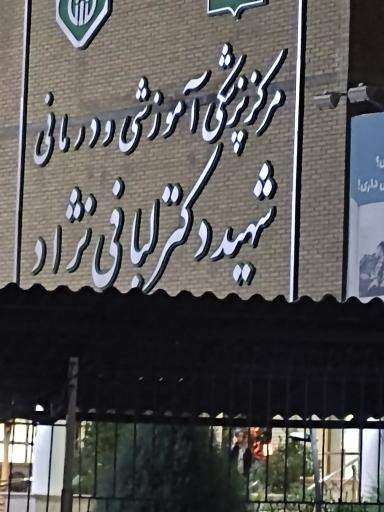 مرکز پزشکی آموزشی و درمانی
شهید دکتر لبافی نژاد